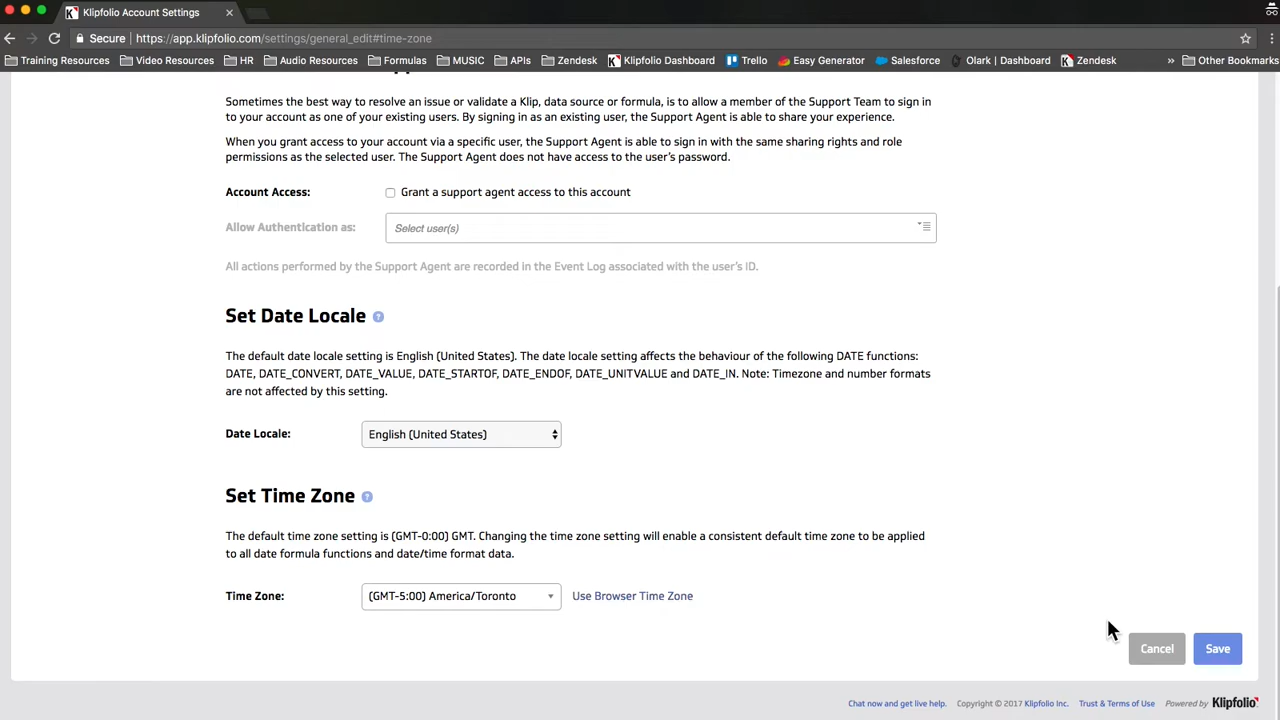 Klipfolio Account Settings
Secure | https://app.klipfolio.com/settings/general_edit#time-zone
Training Resources Video Resources HR Audio Resources Formulas MUSIC APIs Zendesk Klipfolio Dashboard Trello Easy Generator Salesforce Olark | Dashboard Zendesk » Other Bookmarks
Sometimes the best way to resolve an issue or validate a Klip, data source or formula, is to allow a member of the Support Team to sign in
to your account as one of your existing users. By signing in as an existing user, the Support Agent is able to share your experience.
When you grant access to your account via a specific user, the Support Agent is able to sign in with the same sharing rights and role
permissions as the selected user. The Support Agent does not have access to the user's password.
Account Access: Grant a support agent access to this account
Allow Authentication as: Select user(s)
All actions performed by the Support Agent are recorded in the Event Log associated with the user's ID.
Set Date Locale ?
The default date locale setting is English (United States). The date locale setting affects the behaviour of the following DATE functions:
DATE, DATE_CONVERT, DATE_VALUE, DATE_STARTOF, DATE_ENDOF, DATE_UNITVALUE and DATE_IN. Note: Timezone and number formats
are not affected by this setting.
Date Locale: English (United States)
Set Time Zone ?
The default time zone setting is (GMT-0:00) GMT. Changing the time zone setting will enable a consistent default time zone to be applied
to all date formula functions and date/time format data.
Time Zone: (GMT-5:00) America/Toronto Use Browser Time Zone
Cancel Save
Chat now and get live help. Copyright © 2017 Klipfolio Inc. Trust & Terms of Use Powered by Klipfolio